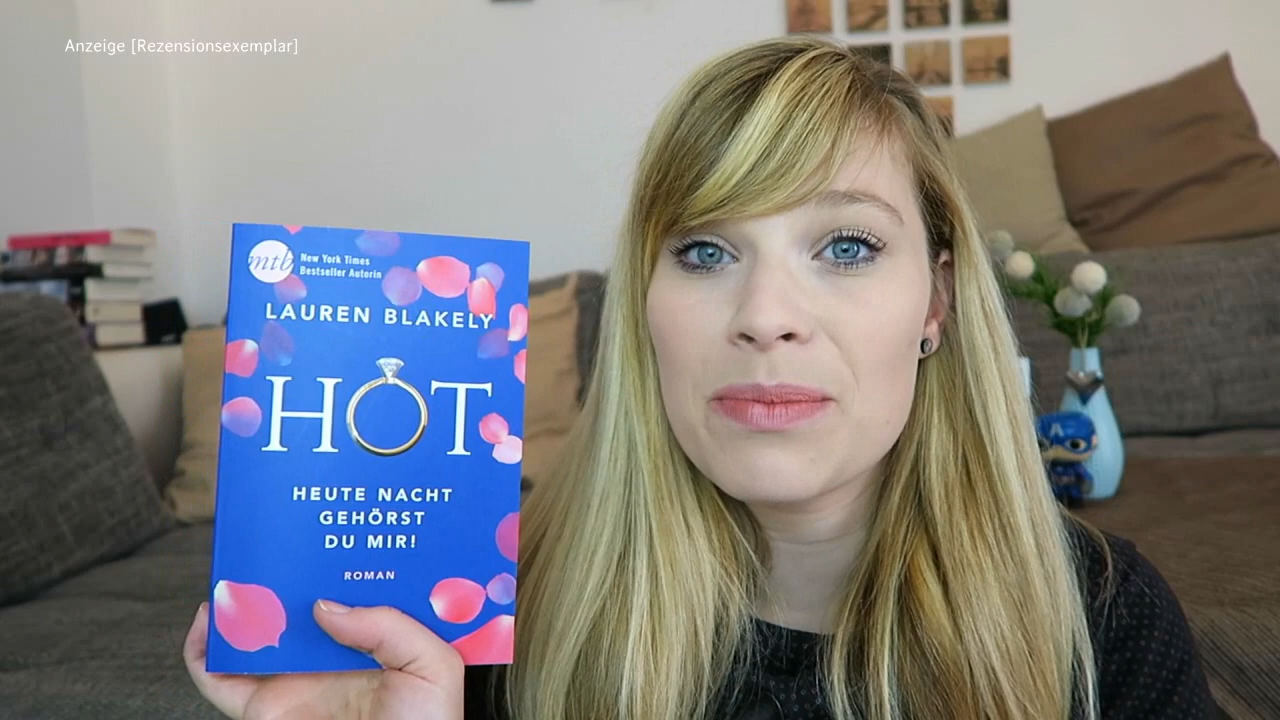 Anzeige [Rezensionsexemplar]
mtb
New York Times
Bestseller Autorin
LAUREN BLAKELY
HOT
HEUTE NACHT
GEHÖRST
DU MIR!
ROMAN
A